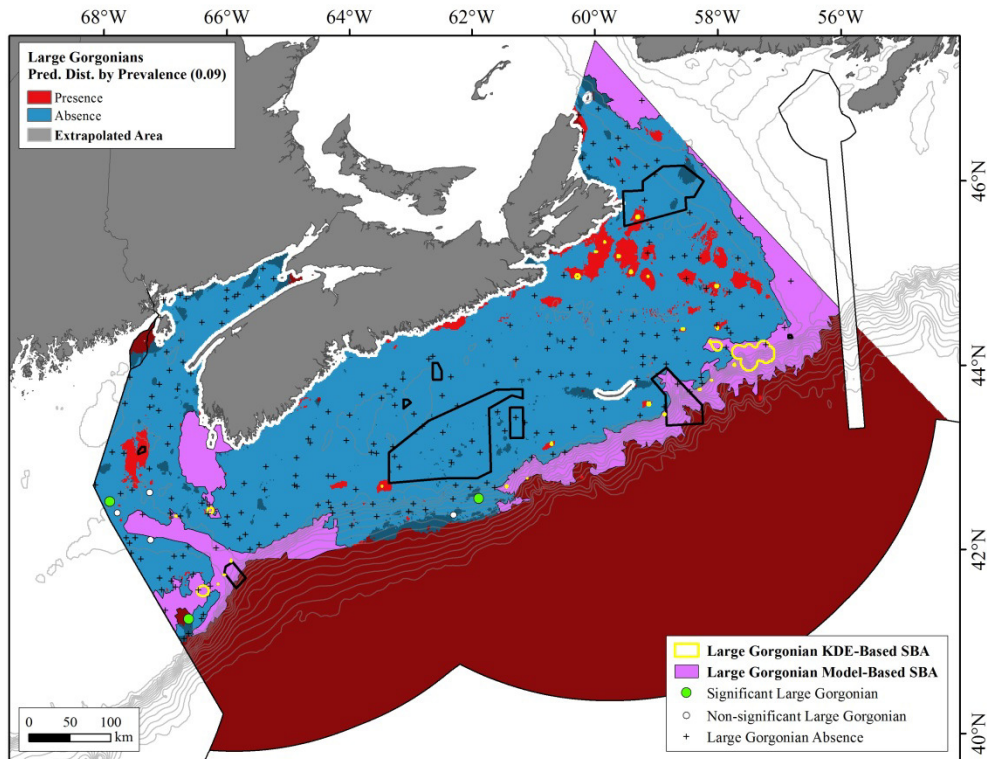 68°W 66°W 64°W 62°W 60°W 58°W 56°W
Large Gorgonians
Pred. Dist. by Prevalence (0.09)
Presence
Absence
Extrapolated Area
46°N
44°N
42°N
40°N
Large Gorgonian KDE-Based SBA
Large Gorgonian Model-Based SBA
Significant Large Gorgonian
Non-significant Large Gorgonian
Large Gorgonian Absence
0 50 100
km